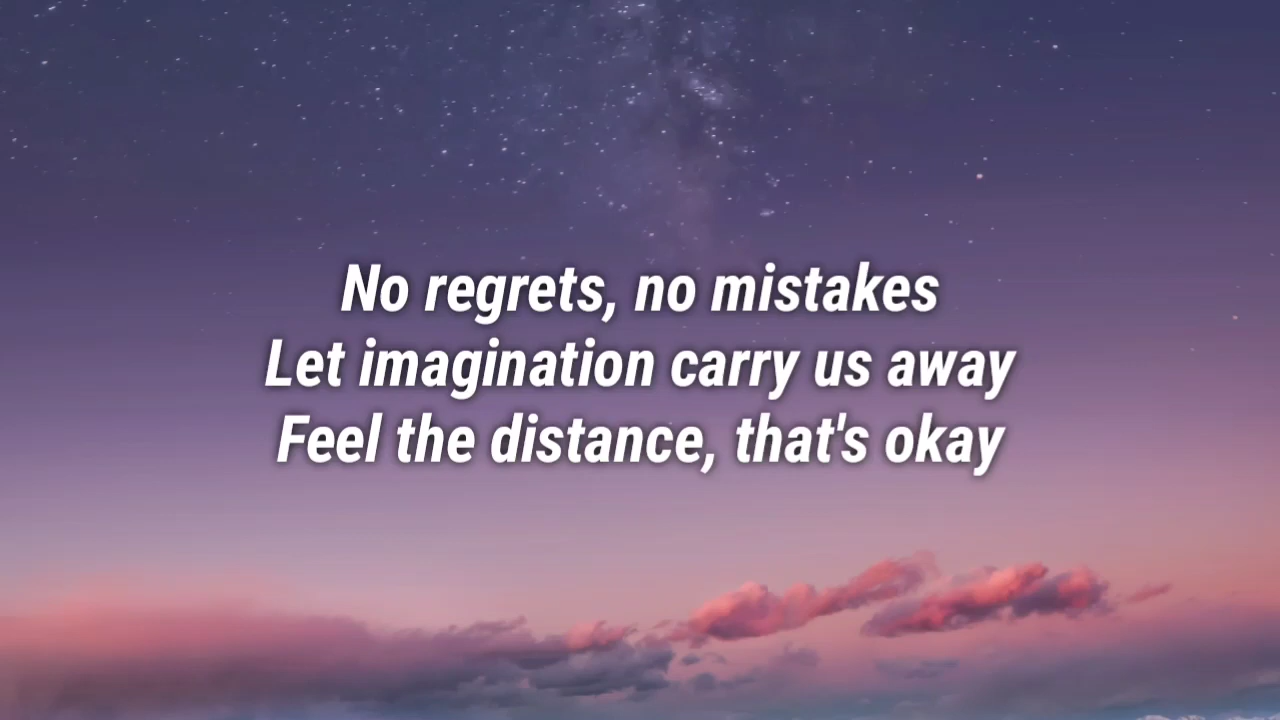 No regrets, no mistakes
Let imagination carry us away
Feel the distance, that's okay